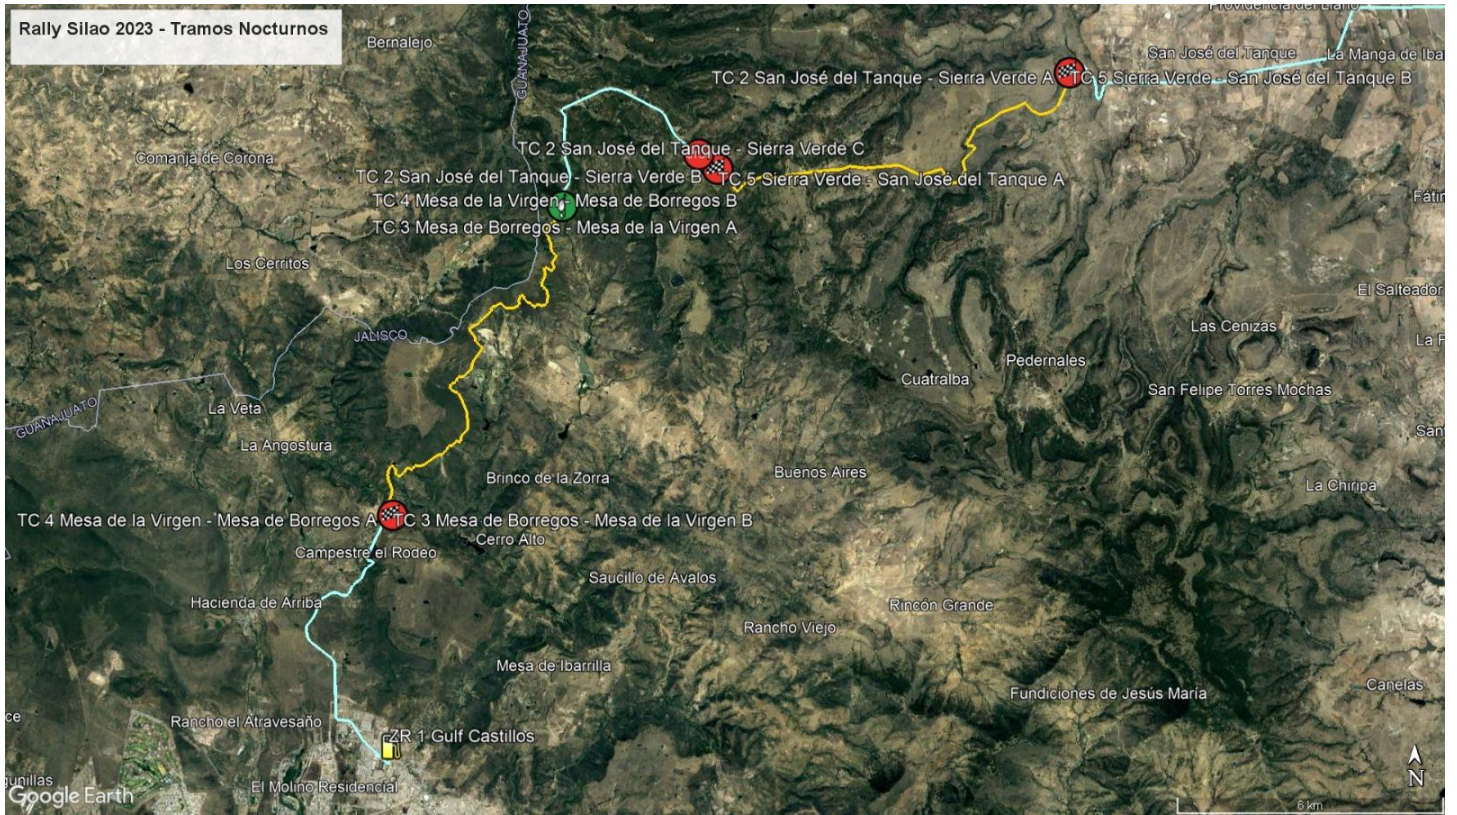 Rally Silao 2023 - Tramos Nocturnos
Providencia del Llano
Bernalejo
GUANAJUATO
San José del Tanque
La Manga de Iba
TC 2 San José del Tanque - Sierra Verde A
TC 5 Sierra Verde - San José del Tanque B
TC 2 San José del Tanque - Sierra Verde C
Comanja de Corona
TC 2 San José del Tanque - Sierra Verde B
TC 5 Sierra Verde - San José del Tanque A
TC 4 Mesa de la Virgen - Mesa de Borregos B
Fátin
TC 3 Mesa de Borregos - Mesa de la Virgen A
Los Cerritos
El Salteador
Las Cenizas
JALISCO
La F
Pedernales
Cuatralba
San Felipe Torres Mochas
La Veta
GUANAJUATO
San
La Angostura
Buenos Aires
Brinco de la Zorra
La Chiripa
TC 4 Mesa de la Virgen - Mesa de Borregos A
TC 3 Mesa de Borregos - Mesa de la Virgen B
Cerro Alto
Campestre el Rodeo
Saucillo de Avalos
Hacienda de Arriba
Rincón Grande
Rancho Viejo
Mesa de Ibarrilla
Canelas
Fundiciones de Jesús María
ce
Rancho el Atravesaño
ZR 1 Gulf Castillos
gunillas
El Molino Residencial
Google Earth
N
6 km